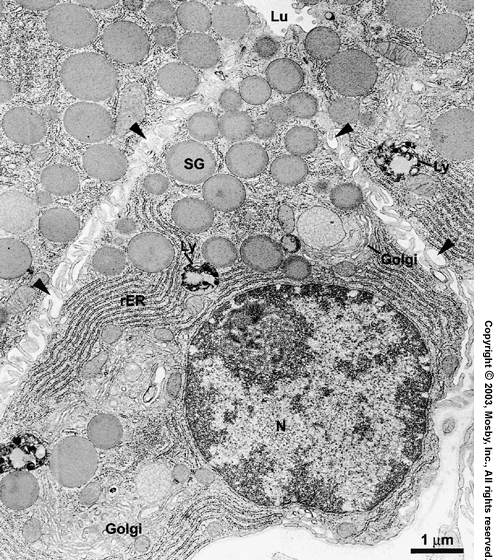 Lu
SG
Ly
Ly
Golgi
rER
N
Golgi
1 μm
Copyright © 2003, Mosby, Inc., All rights reserved